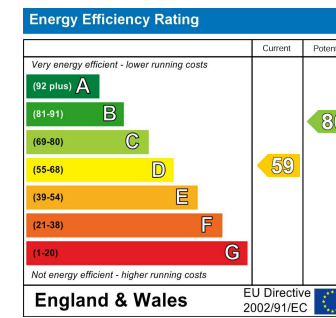 Energy Efficiency Rating
Current
Very energy efficient - lower running costs
(92 plus) A
(81-91) B
(69-80) C
(55-68) D
59
(39-54) E
(21-38) F
(1-20) G
Not energy efficient - higher running costs
England & Wales
EU Directive
2002/91/EC